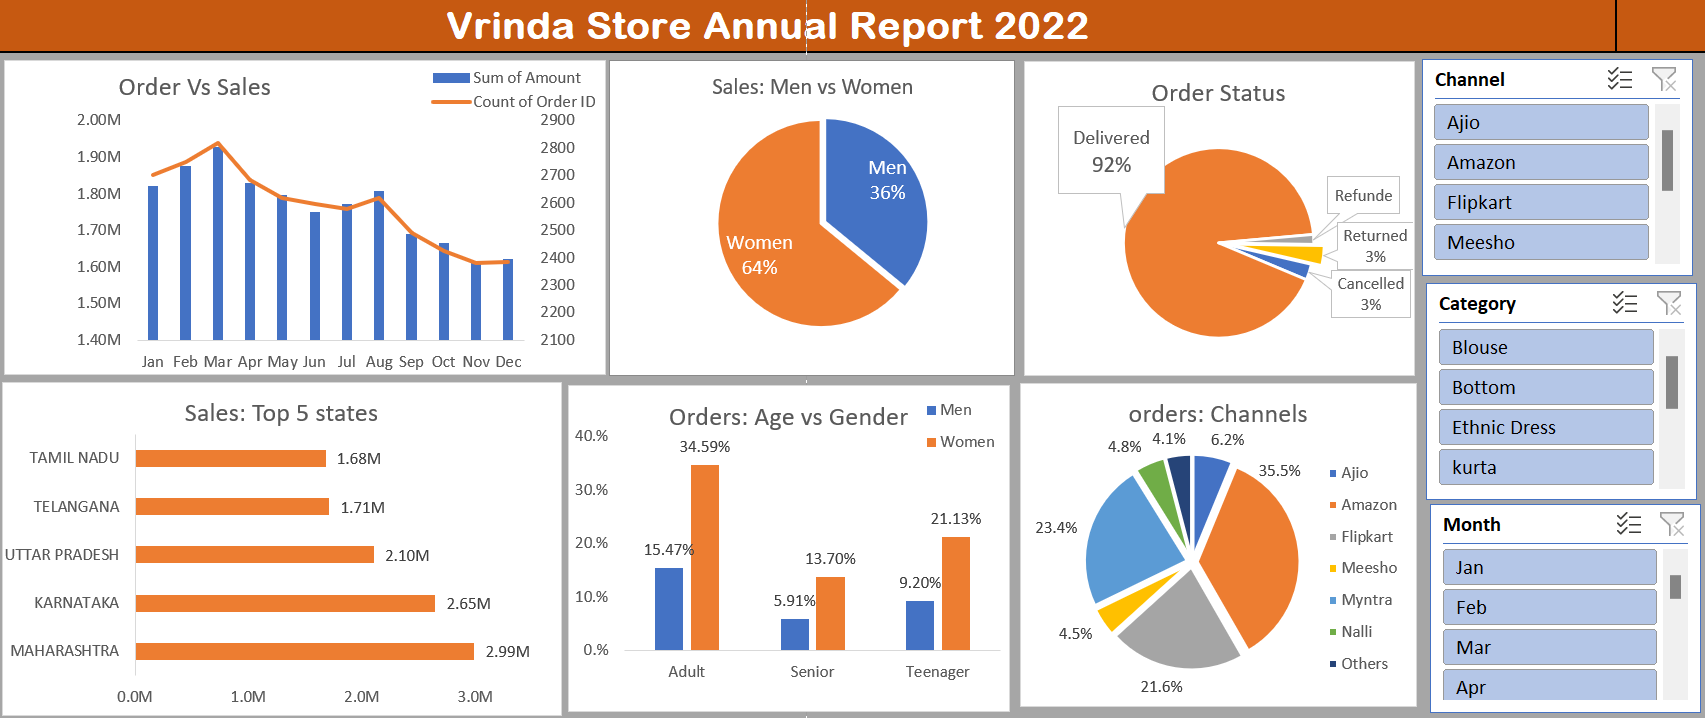 Vrinda Store Annual Report 2022
Order Vs Sales
Sum of Amount
Count of Order ID
2.00M
1.90M
1.80M
1.70M
1.60M
1.50M
1.40M
2900
2800
2700
2600
2500
2400
2300
2200
2100
Jan Feb Mar Apr May Jun Jul Aug Sep Oct Nov Dec
Sales: Men vs Women
Men
36%
Women
64%
Order Status
Delivered
92%
Refunde
Returned
3%
Cancelled
3%
Channel
Ajio
Amazon
Flipkart
Meesho
Category
Blouse
Bottom
Ethnic Dress
kurta
Month
Jan
Feb
Mar
Apr
Sales: Top 5 states
TAMIL NADU 1.68M
TELANGANA 1.71M
UTTAR PRADESH 2.10M
KARNATAKA 2.65M
MAHARASHTRA 2.99M
0.0M 1.0M 2.0M 3.0M
Orders: Age vs Gender
Men
Women
40.%
30.%
20.%
10.%
0.%
15.47% 34.59%
5.91% 13.70%
9.20% 21.13%
Adult Senior Teenager
orders: Channels
6.2%
35.5%
21.6%
4.5%
23.4%
4.8%
4.1%
Ajio
Amazon
Flipkart
Meesho
Myntra
Nalli
Others